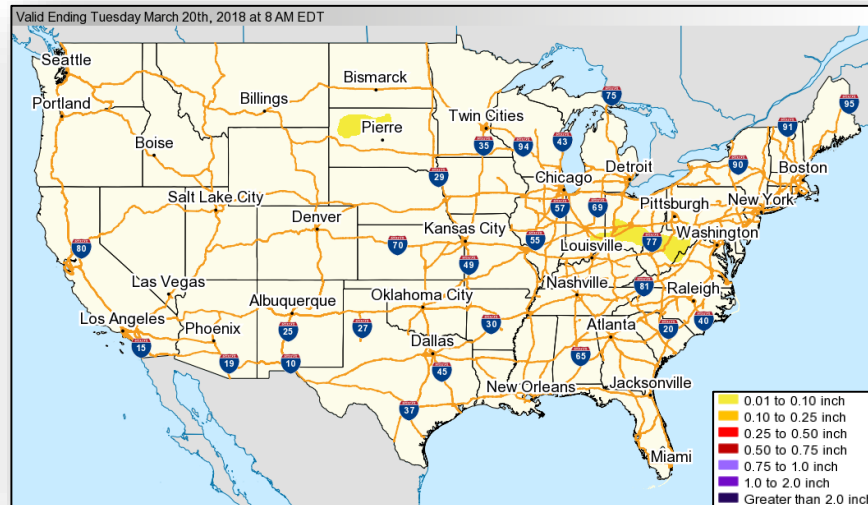 Valid Ending Tuesday March 20th, 2018 at 8 AM EDT
Seattle
75
95
Bismarck
Portland
Billings
Twin Cities
91
Pierre
43
Boise
35
94
90
Boston
Detroit
29
Chicago
Salt Lake City
57
69
Pittsburgh
New York
Denver
Kansas City
Washington
80
70
55
Louisville
77
49
Las Vegas
Nashville
81
Raleigh
Albuquerque
Oklahoma City
Los Angeles
Phoenix
25
27
30
20
40
Atlanta
15
19
10
Dallas
65
45
New Orleans
Jacksonville
37
Miami
0.01 to 0.10 inch
0.10 to 0.25 inch
0.25 to 0.50 inch
0.50 to 0.75 inch
0.75 to 1.0 inch
1.0 to 2.0 inch
Greater than 2.0 inch